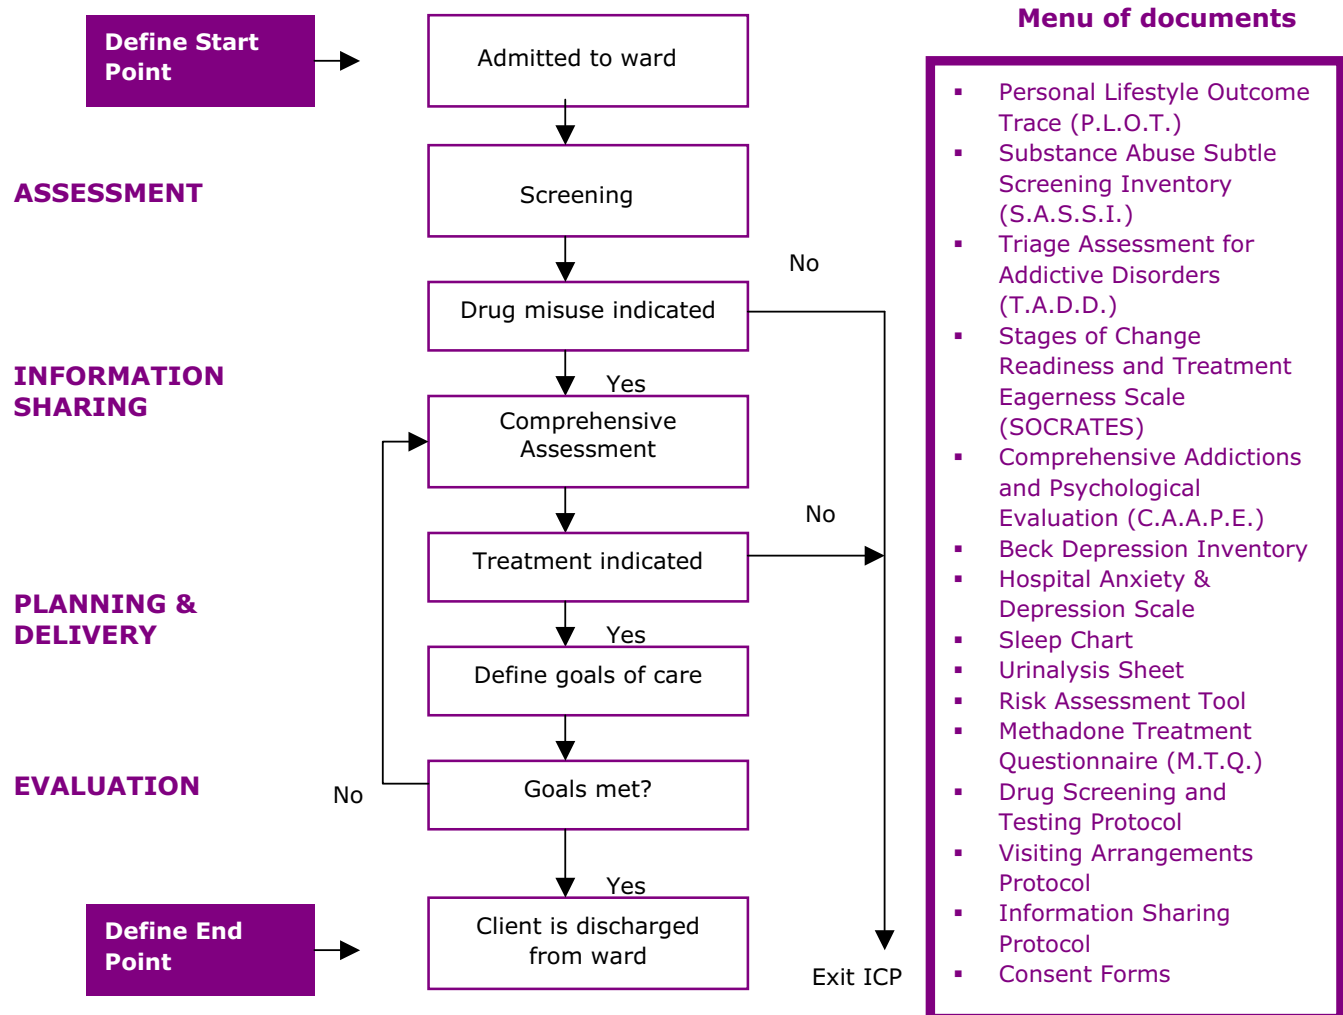 Define Start
Point
Admitted to ward
ASSESSMENT
Screening
No
Drug misuse indicated
INFORMATION
SHARING
Yes
Comprehensive
Assessment
No
Treatment indicated
PLANNING &
DELIVERY
Yes
Define goals of care
EVALUATION
No
Goals met?
Yes
Define End
Point
Client is discharged
from ward
Exit ICP
Menu of documents
▪ Personal Lifestyle Outcome
Trace (P.L.O.T.)
▪ Substance Abuse Subtle
Screening Inventory
(S.A.S.S.I.)
▪ Triage Assessment for
Addictive Disorders
(T.A.D.D.)
▪ Stages of Change
Readiness and Treatment
Eagerness Scale
(SOCRATES)
▪ Comprehensive Addictions
and Psychological
Evaluation (C.A.A.P.E.)
▪ Beck Depression Inventory
▪ Hospital Anxiety &
Depression Scale
▪ Sleep Chart
▪ Urinalysis Sheet
▪ Risk Assessment Tool
▪ Methadone Treatment
Questionnaire (M.T.Q.)
▪ Drug Screening and
Testing Protocol
▪ Visiting Arrangements
Protocol
▪ Information Sharing
Protocol
▪ Consent Forms